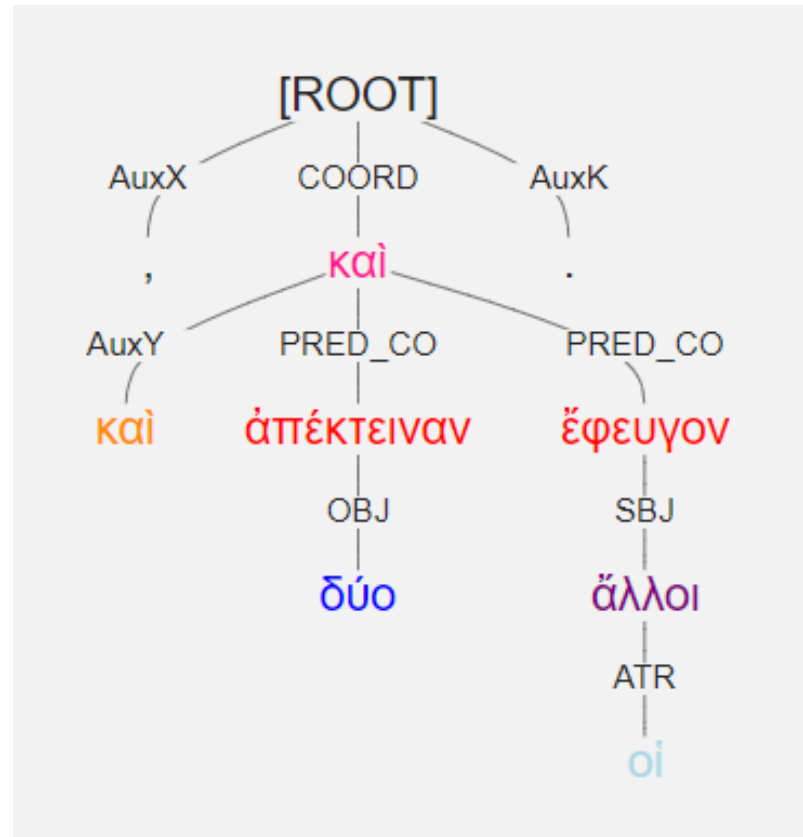 [ROOT]
AuxX COORD AuxK
, καὶ .
AuxY PRED_CO PRED_CO
καὶ ἀπέκτειναν ἔφευγον
OBJ SBJ
δύο ἄλλοι
ATR
οἱ